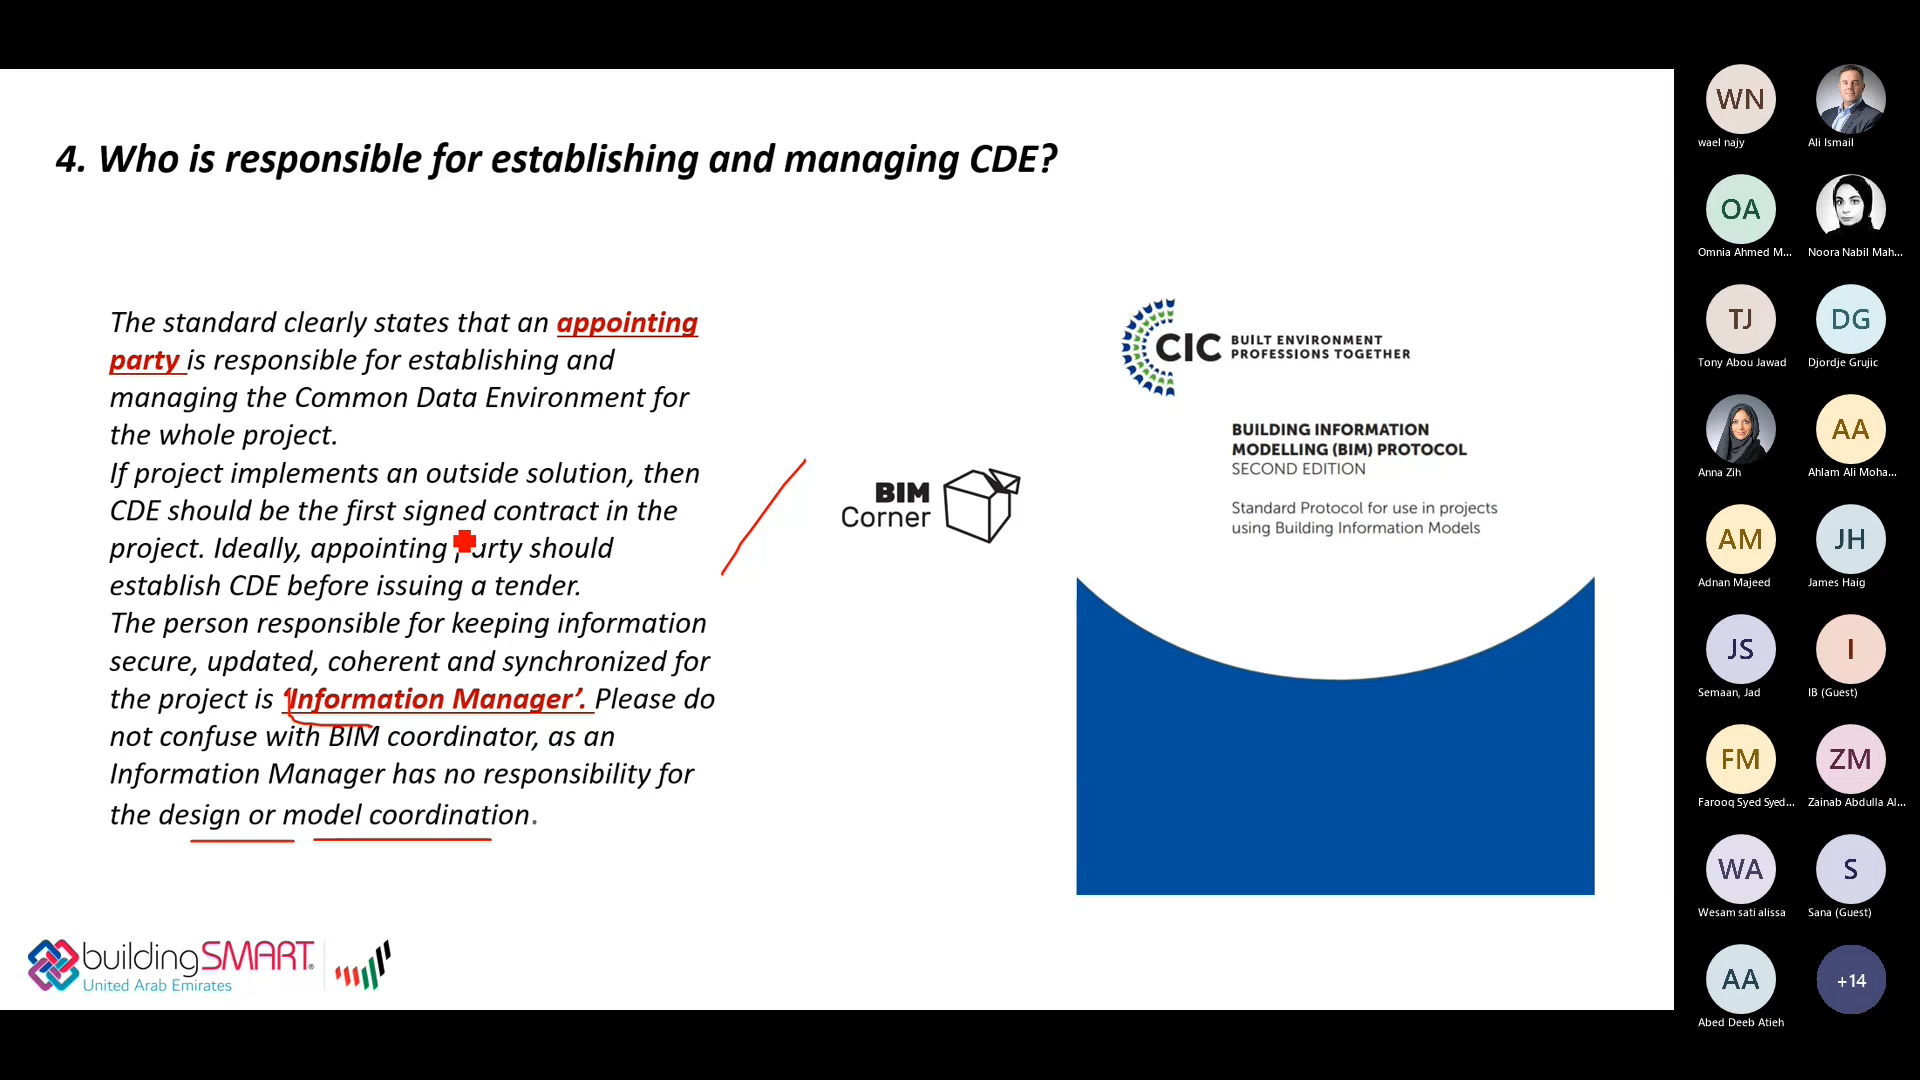 4. Who is responsible for establishing and managing CDE?
The standard clearly states that an appointing
party is responsible for establishing and
managing the Common Data Environment for
the whole project.
If project implements an outside solution, then
CDE should be the first signed contract in the
project. Ideally, appointing party should
establish CDE before issuing a tender.
The person responsible for keeping information
secure, updated, coherent and synchronized for
the project is ‘Information Manager’. Please do
not confuse with BIM coordinator, as an
Information Manager has no responsibility for
the design or model coordination.
BIM
Corner
CIC
BUILT ENVIRONMENT
PROFESSIONS TOGETHER
BUILDING INFORMATION
MODELLING (BIM) PROTOCOL
SECOND EDITION
Standard Protocol for use in projects
using Building Information Models
buildingSMART®
United Arab Emirates
WN
wael najy
Ali Ismail
OA
Omnia Ahmed M...
Noora Nabil Mah...
TJ
Tony Abou Jawad
DG
Djordje Grujic
Anna Zih
AA
Ahlam Ali Moha...
AM
Adnan Majeed
JH
James Haig
JS
Semaan, Jad
I
IB (Guest)
FM
Farooq Syed Syed...
ZM
Zainab Abdulla Al...
WA
Wesam sati alissa
S
Sana (Guest)
AA
Abed Deeb Atieh
+14